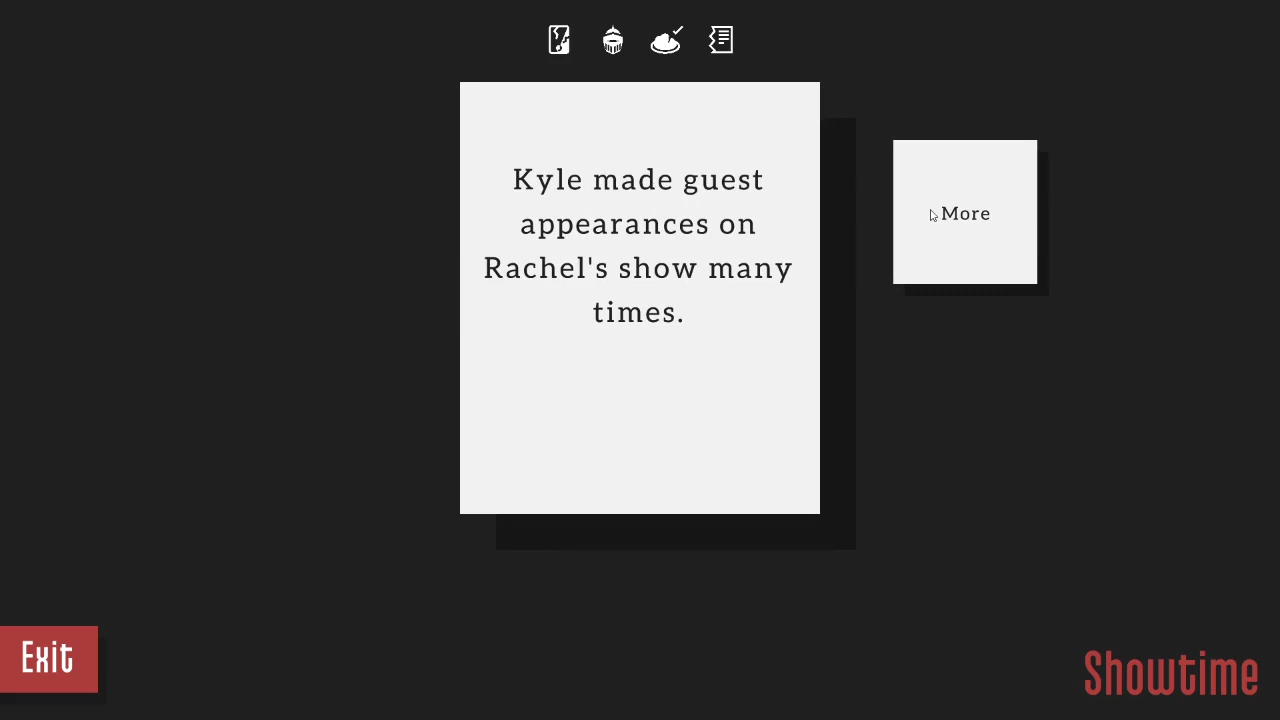 Kyle made guest
appearances on
Rachel's show many
times.
More
Exit
Showtime